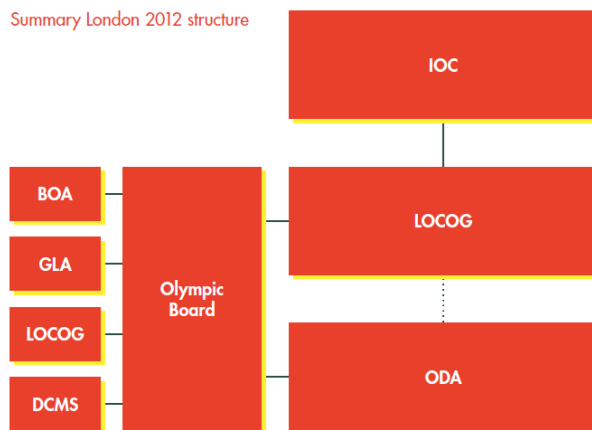 Summary London 2012 structure
IOC
BOA
GLA
LOCOG
DCMS
Olympic
Board
LOCOG
ODA